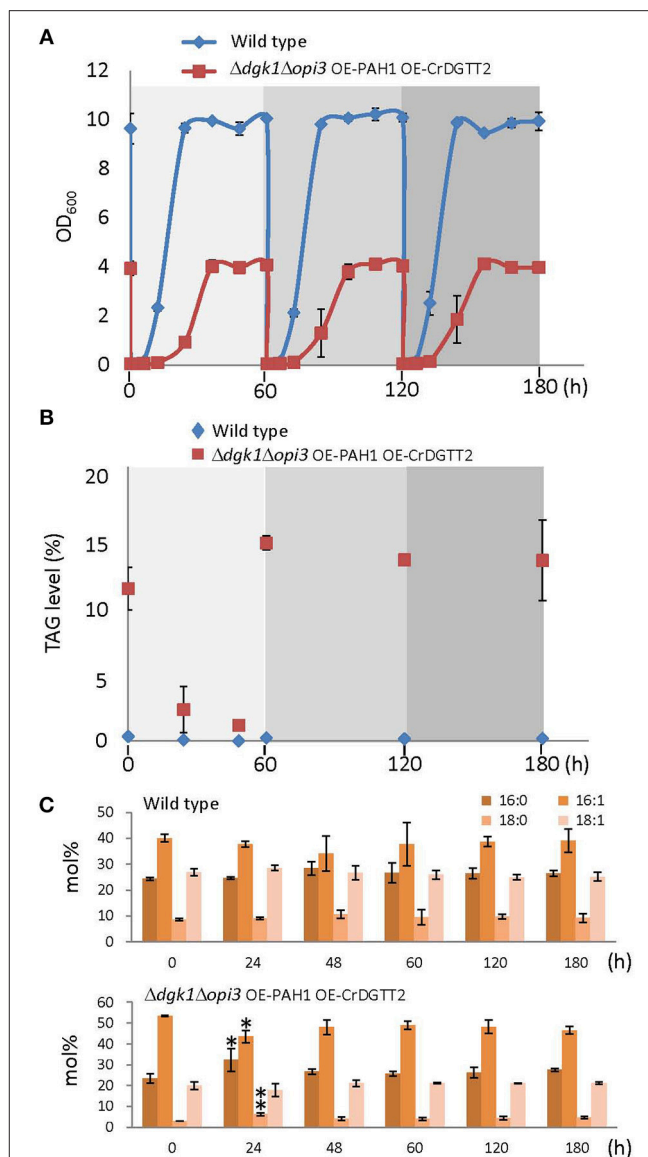 A
Wild type
Δdgk1Δopi3 OE-PAH1 OE-CrDGTT2
12
10
8
6
4
2
0
OD600
0 60 120 180 (h)
B
Wild type
Δdgk1Δopi3 OE-PAH1 OE-CrDGTT2
20
15
10
5
0
TAG level (%)
0 60 120 180 (h)
C
Wild type
16:0 16:1
18:0 18:1
50
40
30
20
10
0
mol%
0 24 48 60 120 180 (h)
Δdgk1Δopi3 OE-PAH1 OE-CrDGTT2
60
50
40
30
20
10
0
mol%
* *
**
0 24 48 60 120 180 (h)